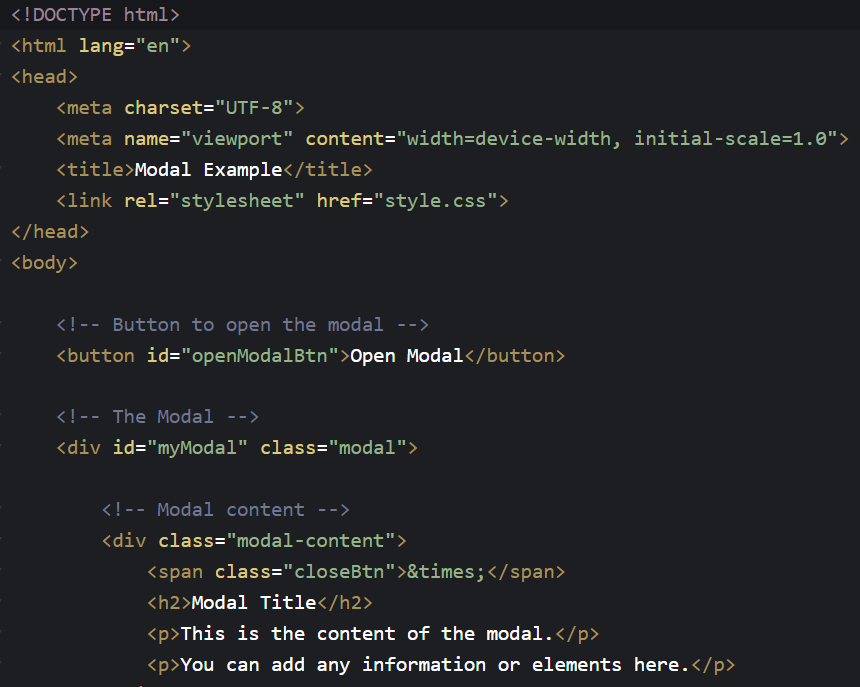 <!DOCTYPE html>
<html lang="en">
<head>
    <meta charset="UTF-8">
    <meta name="viewport" content="width=device-width, initial-scale=1.0">
    <title>Modal Example</title>
    <link rel="stylesheet" href="style.css">
</head>
<body>
    <!-- Button to open the modal -->
    <button id="openModalBtn">Open Modal</button>
    <!-- The Modal -->
    <div id="myModal" class="modal">
        <!-- Modal content -->
        <div class="modal-content">
            <span class="closeBtn">&times;</span>
            <h2>Modal Title</h2>
            <p>This is the content of the modal.</p>
            <p>You can add any information or elements here.</p>